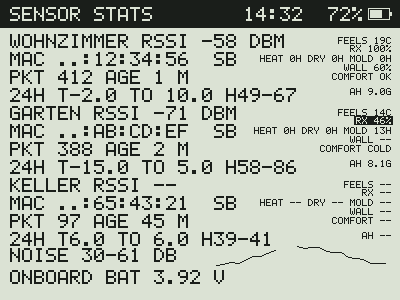 SENSOR STATS 14:32 72%
WOHNZIMMER RSSI -58 DBM FEELS 19C
RX 100%
MAC ..:12:34:56 SB HEAT 0H DRY 0H MOLD 0H
WALL 60%
PKT 412 AGE 1 M COMFORT OK
24H T-2.0 TO 10.0 H49-67 AH 9.0G
GARTEN RSSI -71 DBM FEELS 14C
RX 46%
MAC ..:AB:CD:EF SB HEAT 0H DRY 0H MOLD 13H
WALL --
PKT 388 AGE 2 M COMFORT COLD
24H T-15.0 TO 5.0 H58-86 AH 8.1G
KELLER RSSI -- FEELS --
RX --
MAC ..:65:43:21 SB HEAT -- DRY -- MOLD --
WALL --
PKT 97 AGE 45 M COMFORT --
24H T6.0 TO 6.0 H39-41 AH --
NOISE 30-61 DB
ONBOARD BAT 3.92 V